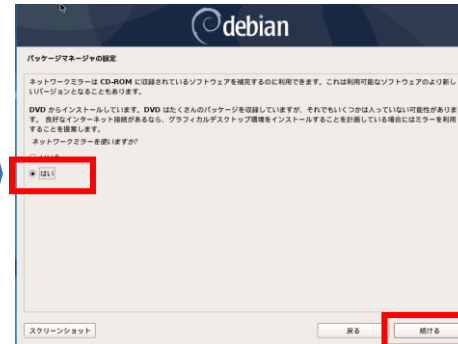 debian
パッケージマネージャの設定
ネットワークミラーは CD-ROM に収録されているソフトウェアを補完するのに利用できます。これは利用可能なソフトウェアのより新し
いバージョンとなることもあります。
DVD からインストールしています。DVD はたくさんのパッケージを収録していますが、それでもいくつかは入っていない可能性がありま
す。 良好なインターネット接続があるなら、グラフィカルデスクトップ環境をインストールすることを計画している場合にはミラーを利用
することを提案します。
ネットワークミラーを使いますか?
はい
スクリーンショット
戻る
続ける